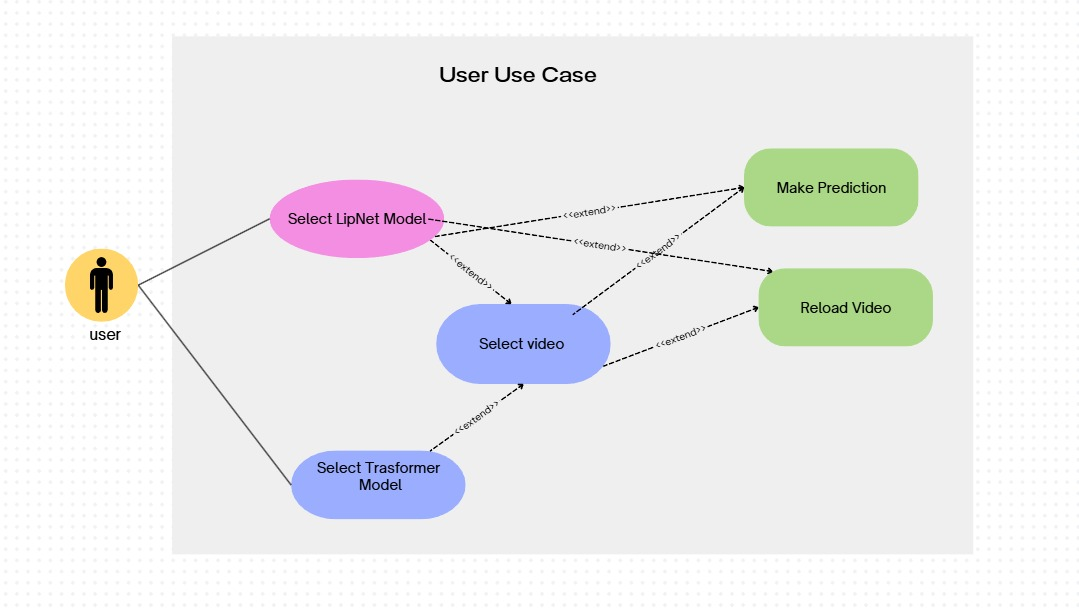 User Use Case
Make Prediction
<<extend>>
Select LipNet Model
<<extend>>
<<extend>>
<<extend>>
Reload Video
user
<<extend>>
Select video
<<extend>>
Select Trasformer
Model